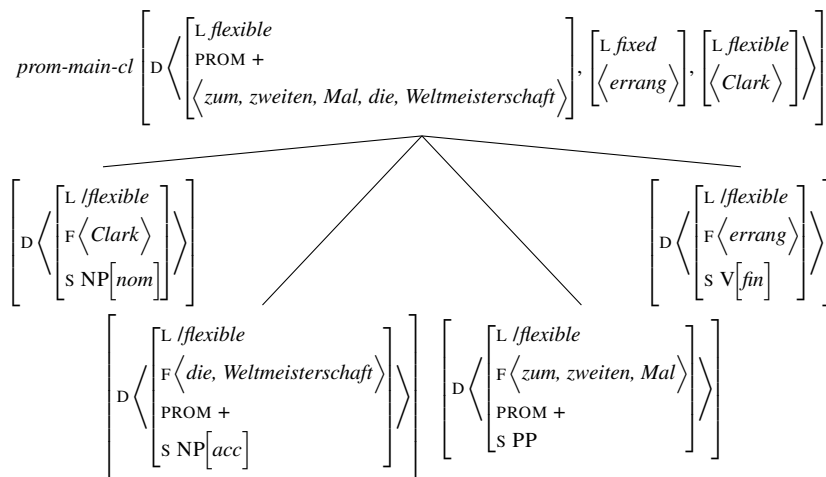 prom-main-cl [D ⟨[L flexible
PROM +
⟨zum, zweiten, Mal, die, Weltmeisterschaft⟩], [L fixed
⟨errang⟩], [L flexible
⟨Clark⟩]⟩]
[D ⟨[L /flexible
F ⟨Clark⟩
S NP[nom]]⟩]
[D ⟨[L /flexible
F ⟨errang⟩
S V[fin]]⟩]
[D ⟨[L /flexible
F ⟨die, Weltmeisterschaft⟩
PROM +
S NP[acc]]⟩]
[D ⟨[L /flexible
F ⟨zum, zweiten, Mal⟩
PROM +
S PP]⟩]